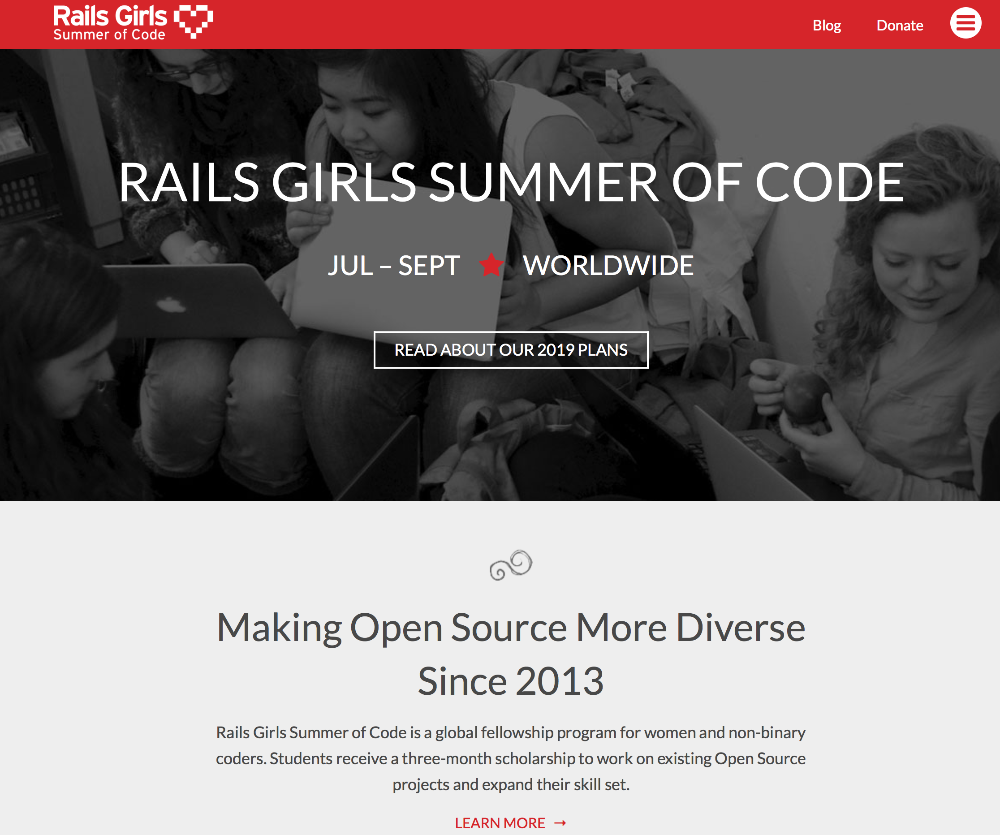 Rails Girls
Summer of Code
Blog
Donate
RAILS GIRLS SUMMER OF CODE
JUL – SEPT ★ WORLDWIDE
READ ABOUT OUR 2019 PLANS
Making Open Source More Diverse
Since 2013
Rails Girls Summer of Code is a global fellowship program for women and non-binary
coders. Students receive a three-month scholarship to work on existing Open Source
projects and expand their skill set.
LEARN MORE →